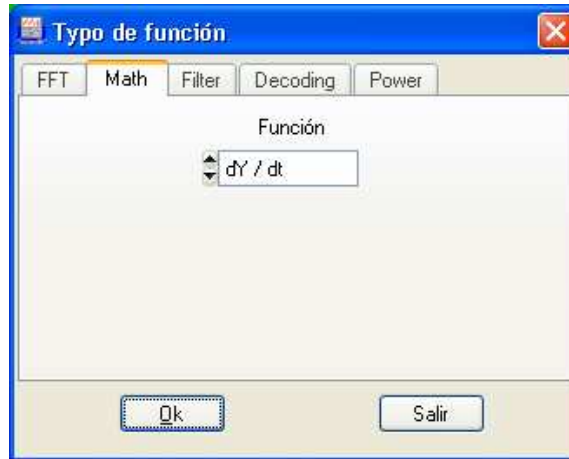 Typo de función
FFT Math Filter Decoding Power
Función
dY / dt
Ok Salir